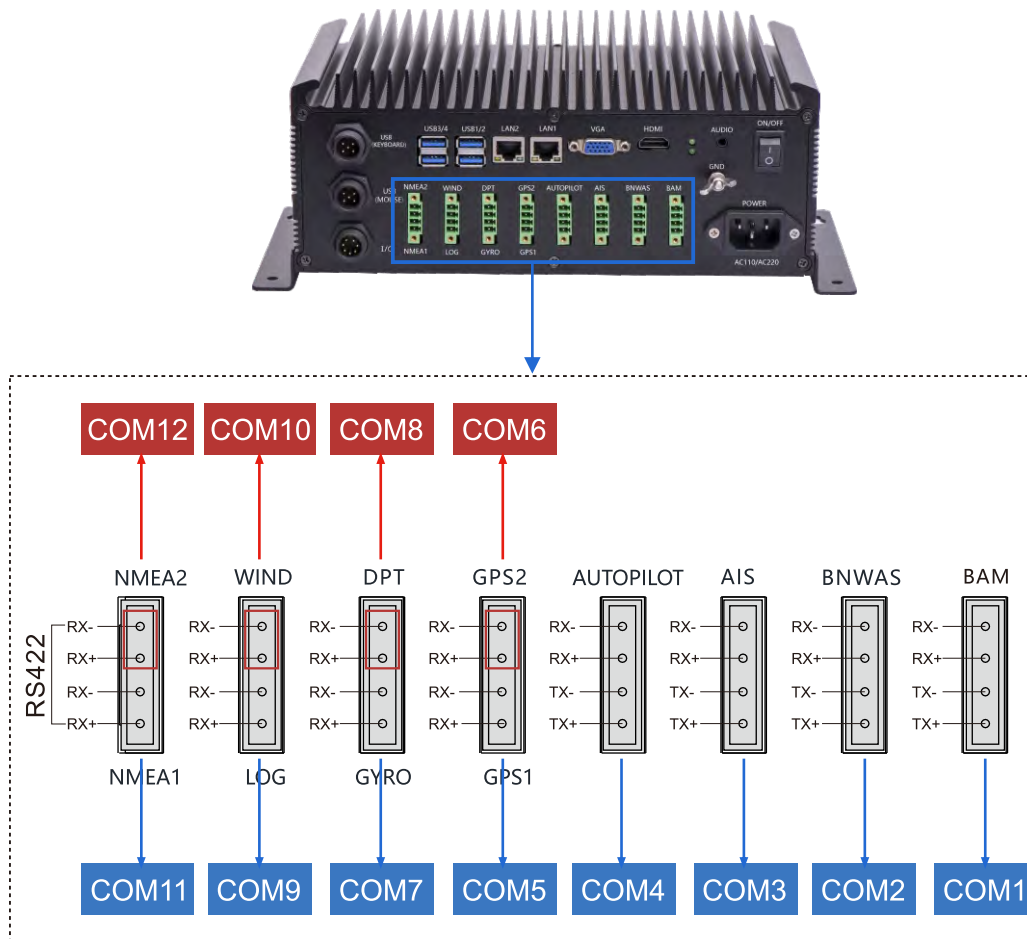 USB (KEYBOARD)
USB3/4 USB1/2 LAN2 LAN1 VGA HDMI AUDIO ON/OFF
GND
USB (MOUSE)
NMEA2 WIND DPT GPS2 AUTOPILOT AIS BNWAS BAM
POWER
I/O
NMEA1 LOG GYRO GPS1
AC110/AC220
COM12 COM10 COM8 COM6
NMEA2 WIND DPT GPS2 AUTOPILOT AIS BNWAS BAM
RS422
RX- RX- RX- RX- RX- RX- RX- RX-
RX+ RX+ RX+ RX+ RX+ RX+ RX+ RX+
RX- RX- RX- RX- TX- TX- TX- TX-
RX+ RX+ RX+ RX+ TX+ TX+ TX+ TX+
NMEA1 LOG GYRO GPS1
COM11 COM9 COM7 COM5 COM4 COM3 COM2 COM1